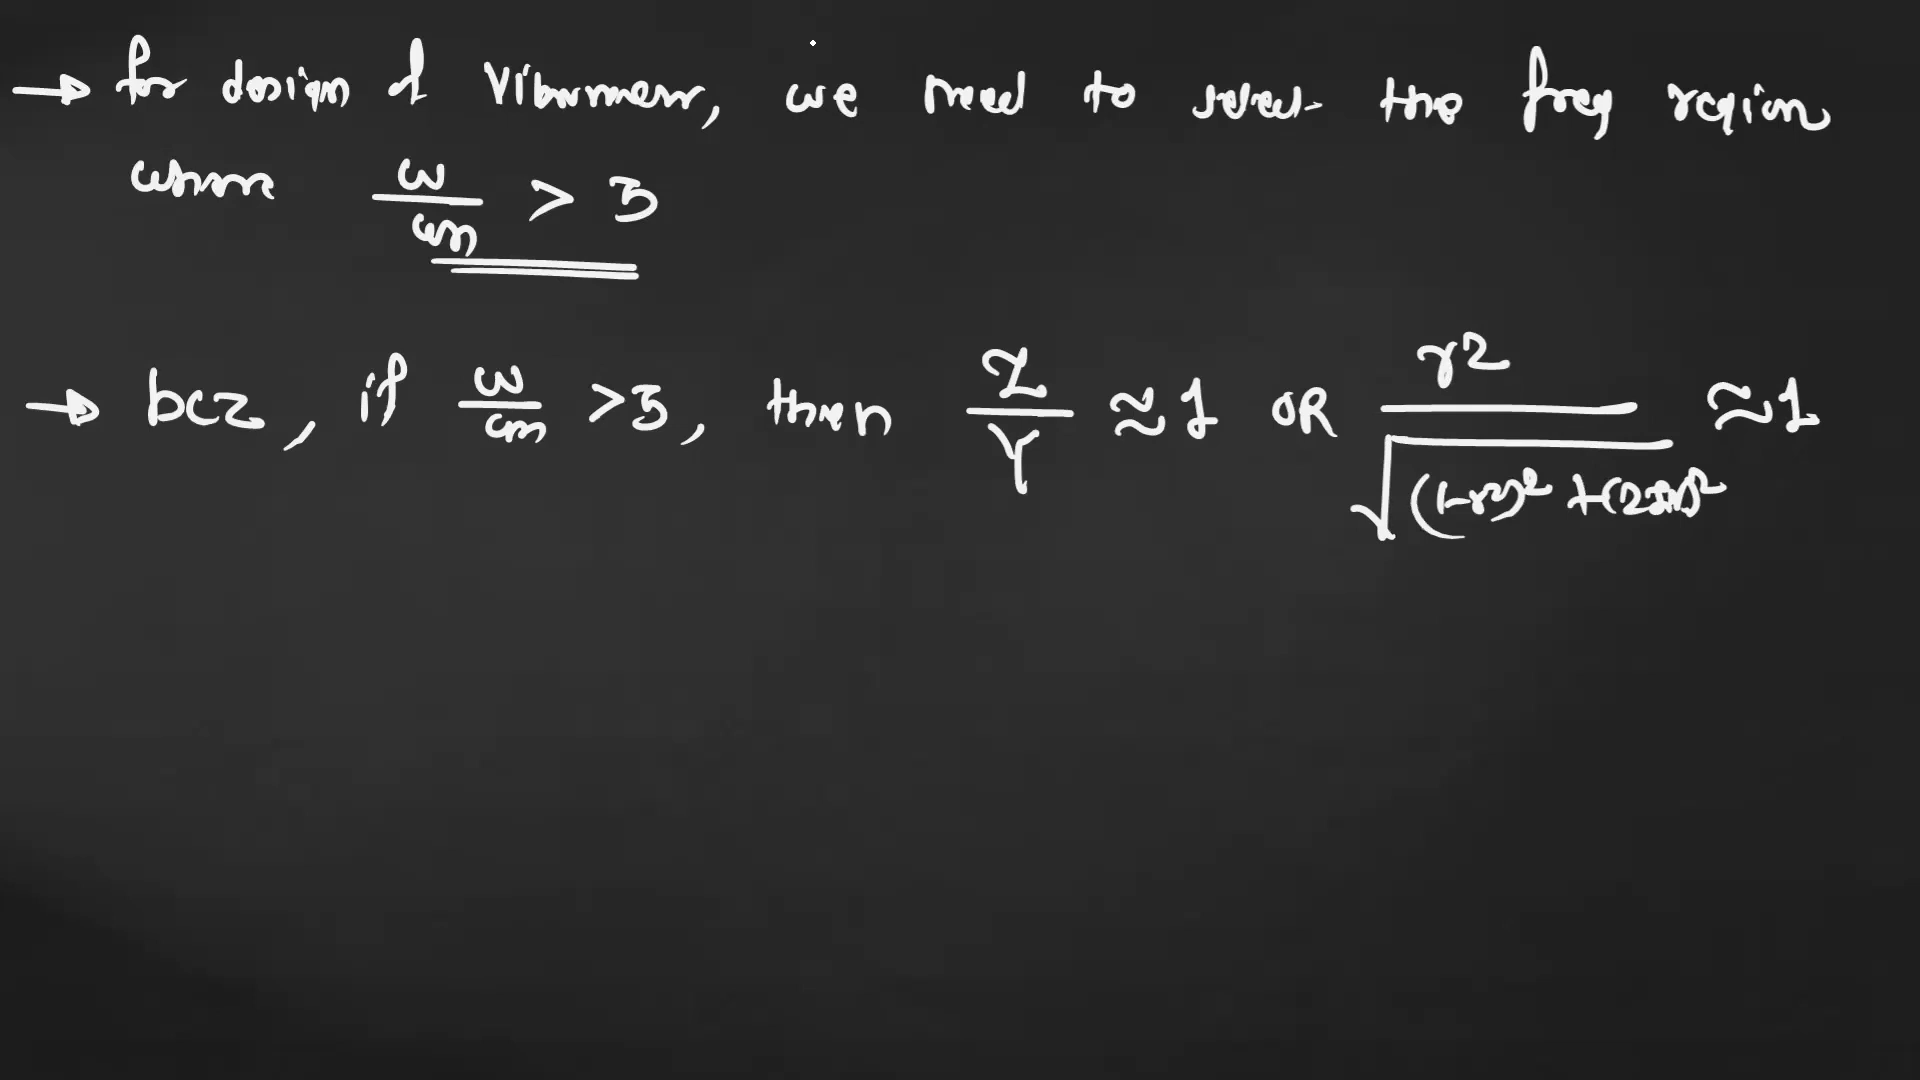 → for design of Vibrometer, we need to select the freq region
where ω/ωn > 3
→ bcz, if ω/ωn > 3, then Z/Y ≈ 1 OR r²/√((1-r²)² + (2ξr)²) ≈ 1